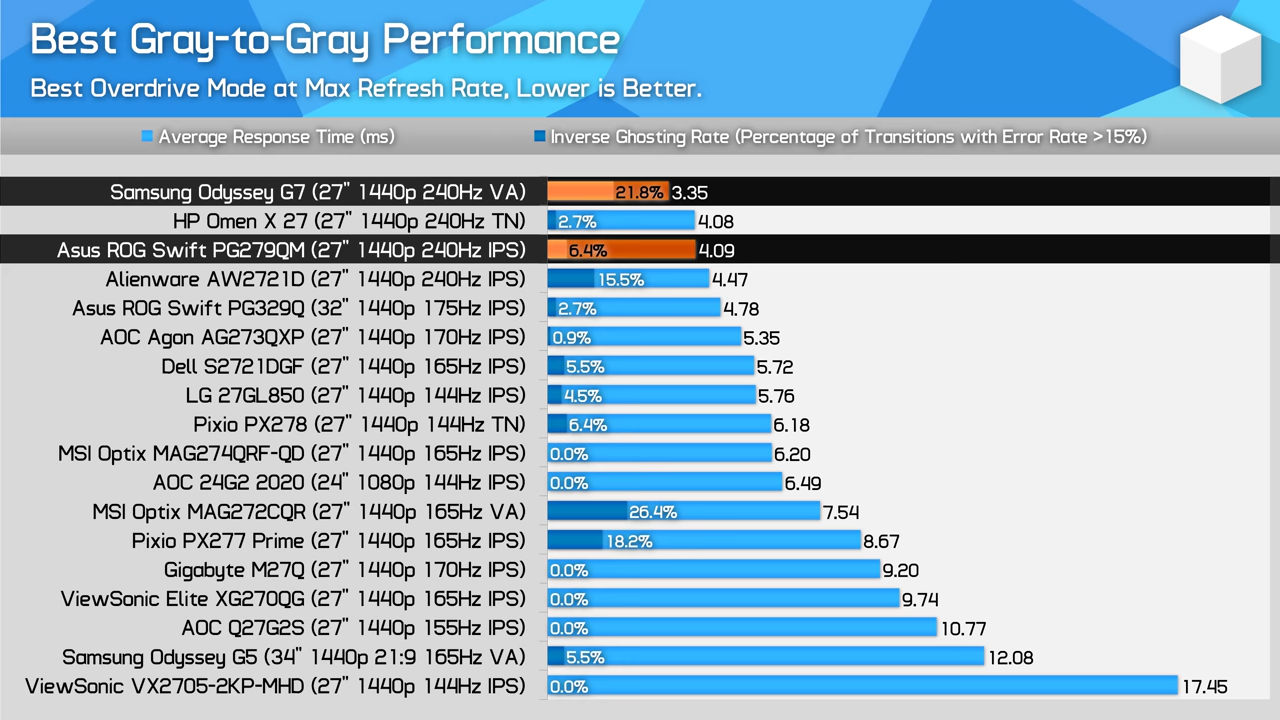 Best Gray-to-Gray Performance
Best Overdrive Mode at Max Refresh Rate, Lower is Better.
Average Response Time (ms) Inverse Ghosting Rate (Percentage of Transitions with Error Rate >15%)
Samsung Odyssey G7 (27" 1440p 240Hz VA) 21.8% 3.35
HP Omen X 27 (27" 1440p 240Hz TN) 2.7% 4.08
Asus ROG Swift PG279QM (27" 1440p 240Hz IPS) 6.4% 4.09
Alienware AW2721D (27" 1440p 240Hz IPS) 15.5% 4.47
Asus ROG Swift PG329Q (32" 1440p 175Hz IPS) 2.7% 4.78
AOC Agon AG273QXP (27" 1440p 170Hz IPS) 0.9% 5.35
Dell S2721DGF (27" 1440p 165Hz IPS) 5.5% 5.72
LG 27GL850 (27" 1440p 144Hz IPS) 4.5% 5.76
Pixio PX278 (27" 1440p 144Hz TN) 6.4% 6.18
MSI Optix MAG274QRF-QD (27" 1440p 165Hz IPS) 0.0% 6.20
AOC 24G2 2020 (24" 1080p 144Hz IPS) 0.0% 6.49
MSI Optix MAG272CQR (27" 1440p 165Hz VA) 26.4% 7.54
Pixio PX277 Prime (27" 1440p 165Hz IPS) 18.2% 8.67
Gigabyte M27Q (27" 1440p 170Hz IPS) 0.0% 9.20
ViewSonic Elite XG270QG (27" 1440p 165Hz IPS) 0.0% 9.74
AOC Q27G2S (27" 1440p 155Hz IPS) 0.0% 10.77
Samsung Odyssey G5 (34" 1440p 21:9 165Hz VA) 5.5% 12.08
ViewSonic VX2705-2KP-MHD (27" 1440p 144Hz IPS) 0.0% 17.45